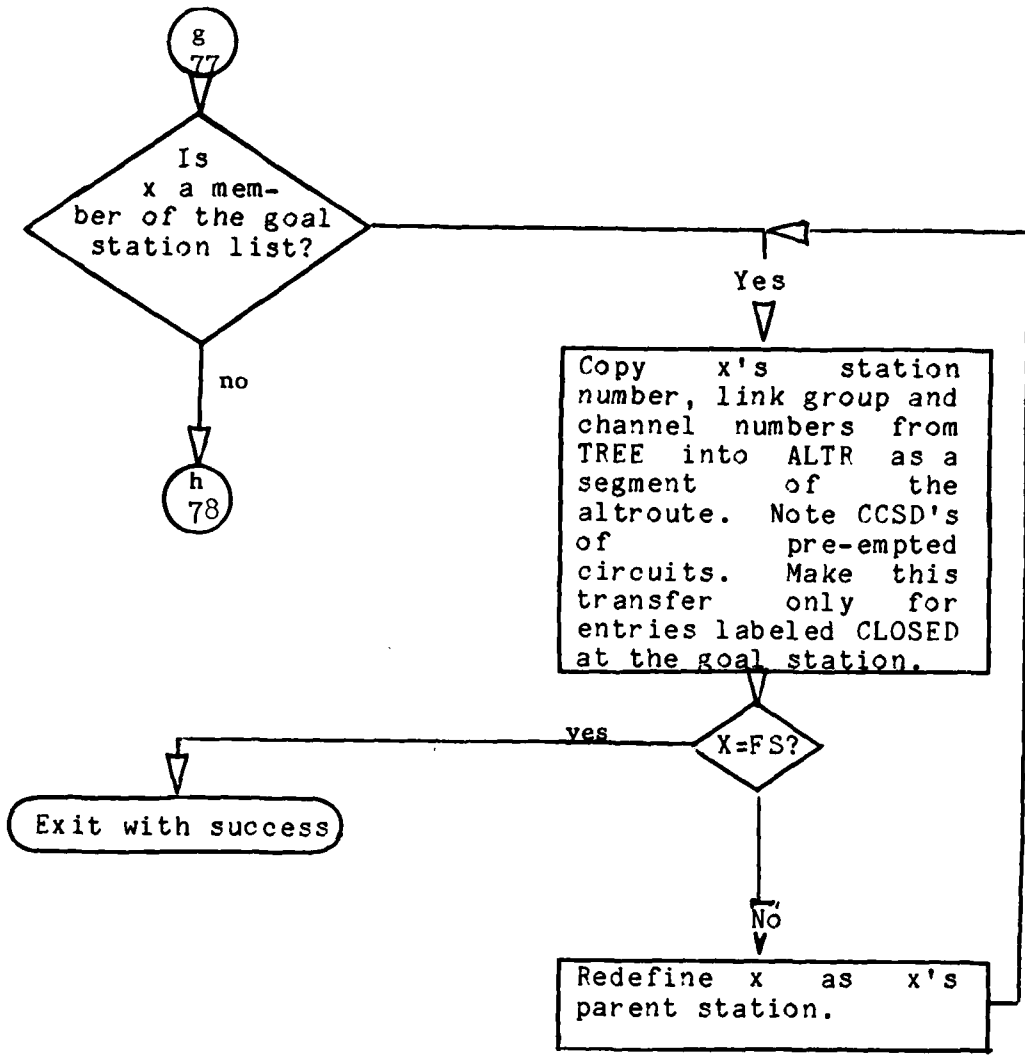 g
77
Is
x a mem-
ber of the goal
station list?
Yes
no
h
78
Copy x's station
number, link group and
channel numbers from
TREE into ALTR as a
segment of the
altroute. Note CCSD's
of pre-empted
circuits. Make this
transfer only for
entries labeled CLOSED
at the goal station.
yes
X=FS?
Exit with success
No
Redefine x as x's
parent station.